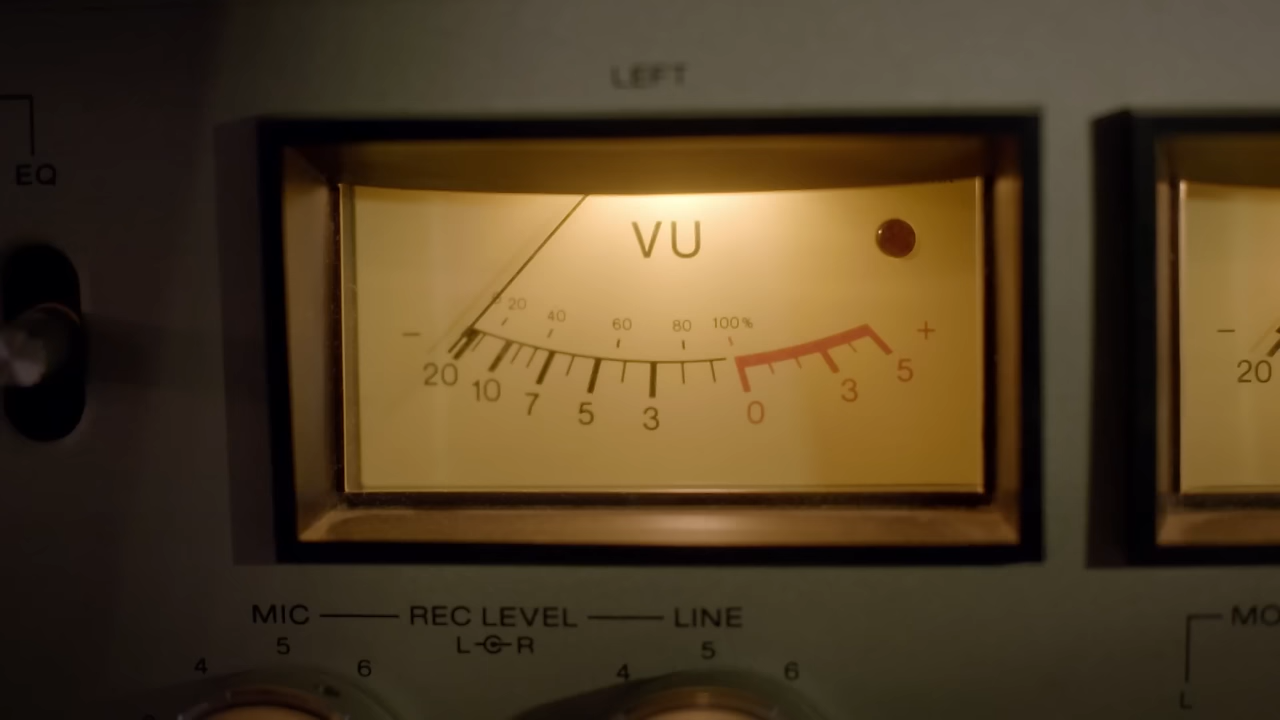 LEFT
EQ
VU
0 20 40 60 80 100%
- +
20 10 7 5 3 0 3 5
-
20
MIC REC LEVEL LINE
L R
4 5 6
4 5 6
L